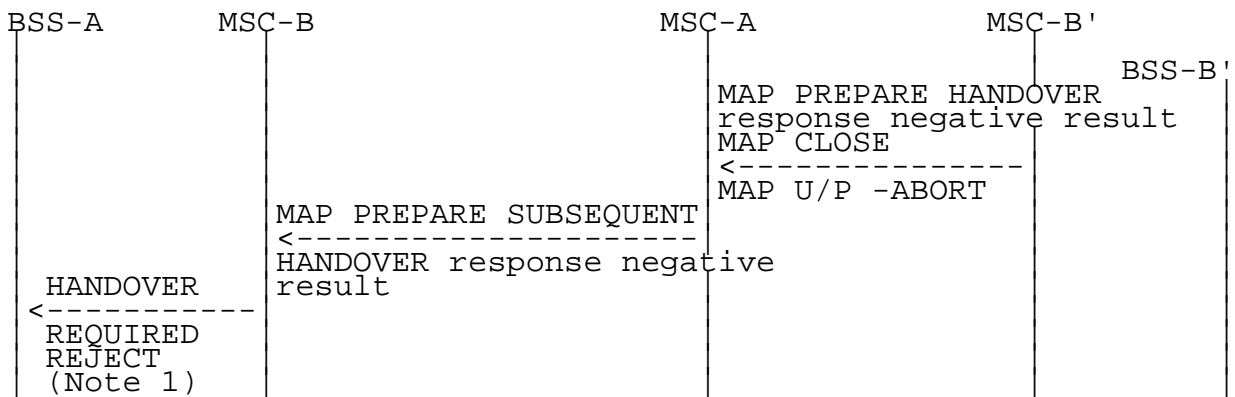 BSS-A MSC-B MSC-A MSC-B'
BSS-B'
MAP PREPARE HANDOVER
response negative result
MAP CLOSE
<---------------
MAP U/P -ABORT
MAP PREPARE SUBSEQUENT
<---------------------
HANDOVER response negative
result
HANDOVER
<-----------
REQUIRED
REJECT
(Note 1)